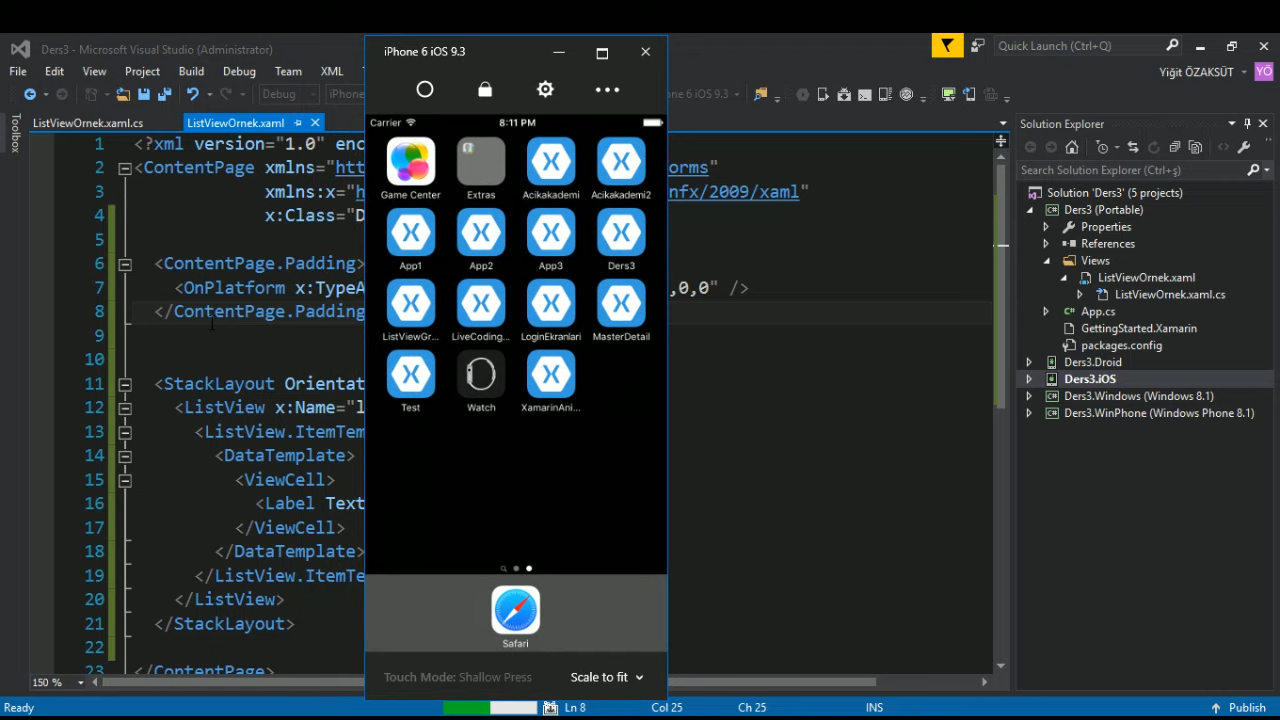 Ders3 - Microsoft Visual Studio (Administrator)
Quick Launch (Ctrl+Q)
File Edit View Project Build Debug Team XML
Yiğit ÖZAKSÜT YÖ
Debug iPhone
e 6 iOS 9.3
Toolbox
ListViewOrnek.xaml.cs
ListViewOrnek.xaml
1 <?xml version="1.0" enc
2 <ContentPage xmlns="htt
orms"
3 xmlns:x="h
nfx/2009/xaml"
4 x:Class="D
5
6 <ContentPage.Padding>
7 <OnPlatform x:TypeA
,0,0" />
8 </ContentPage.Padding
9
10
11 <StackLayout Orientat
12 <ListView x:Name="l
13 <ListView.ItemTem
14 <DataTemplate>
15 <ViewCell>
16 <Label Text
17 </ViewCell>
18 </DataTemplate>
19 </ListView.ItemTe
20 </ListView>
21 </StackLayout>
22
23 </ContentPage>
150 %
Ready
Ln 8 Col 25 Ch 25 INS
Publish
iPhone 6 iOS 9.3
Carrier 8:11 PM
Game Center Extras Acikakademi Acikakademi2
App1 App2 App3 Ders3
ListViewGr... LiveCoding... LoginEkranlari MasterDetail
Test Watch XamarinAni...
Safari
Touch Mode: Shallow Press
Scale to fit
Solution Explorer
Search Solution Explorer (Ctrl+ş)
Solution 'Ders3' (5 projects)
Ders3 (Portable)
Properties
References
Views
ListViewOrnek.xaml
ListViewOrnek.xaml.cs
App.cs
GettingStarted.Xamarin
packages.config
Ders3.Droid
Ders3.iOS
Ders3.Windows (Windows 8.1)
Ders3.WinPhone (Windows Phone 8.1)